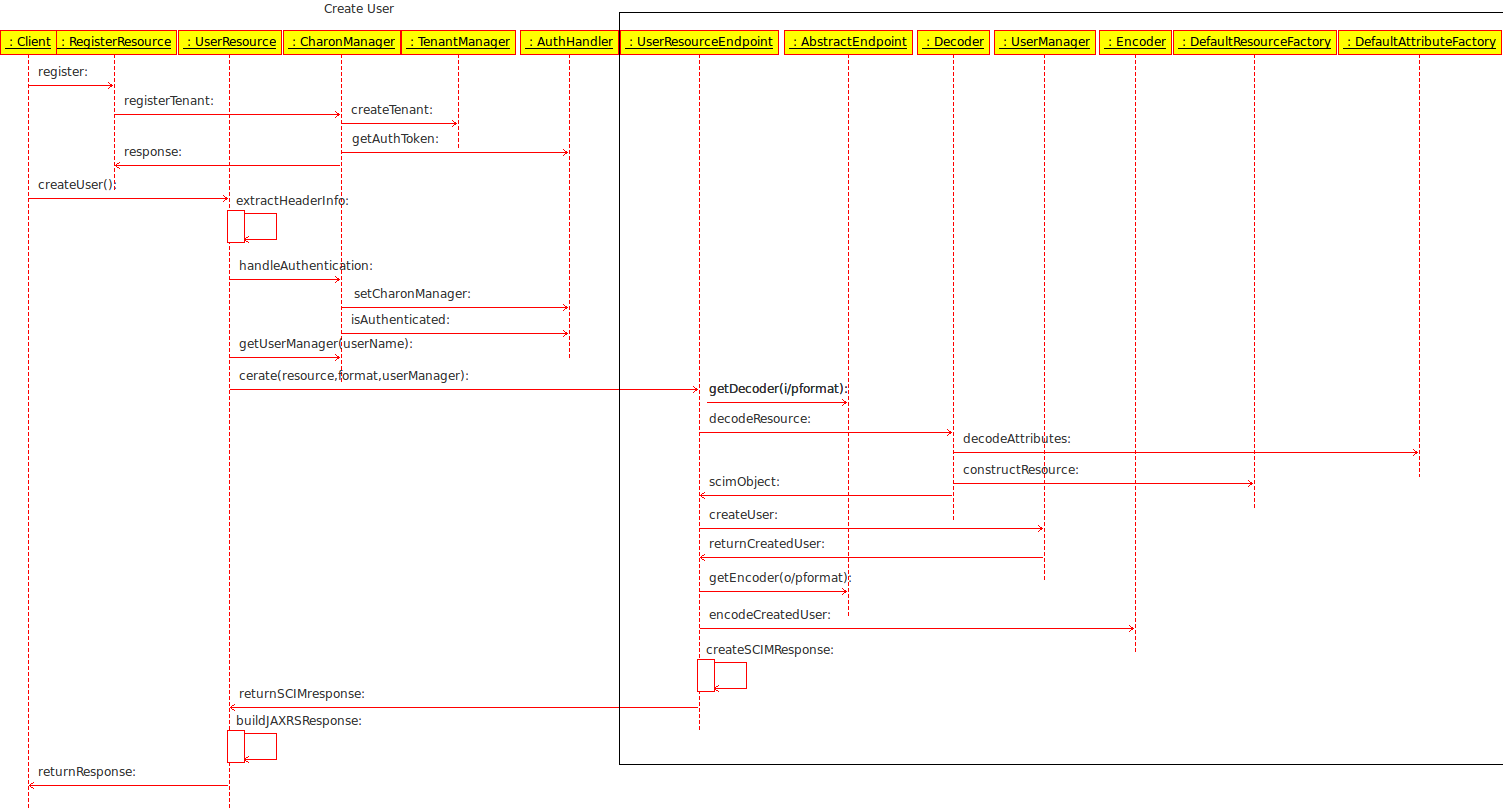 Create User
: Client : RegisterResource : UserResource : CharonManager : TenantManager : AuthHandler : UserResourceEndpoint : AbstractEndpoint : Decoder : UserManager : Encoder : DefaultResourceFactory : DefaultAttributeFactory
register:
registerTenant:
createTenant:
getAuthToken:
response:
createUser():
extractHeaderInfo:
handleAuthentication:
setCharonManager:
isAuthenticated:
getUserManager(userName):
cerate(resource,format,userManager):
getDecoder(i/pformat):
decodeResource:
decodeAttributes:
constructResource:
scimObject:
createUser:
returnCreatedUser:
getEncoder(o/pformat):
encodeCreatedUser:
createSCIMResponse:
returnSCIMresponse:
buildJAXRSResponse:
returnResponse: